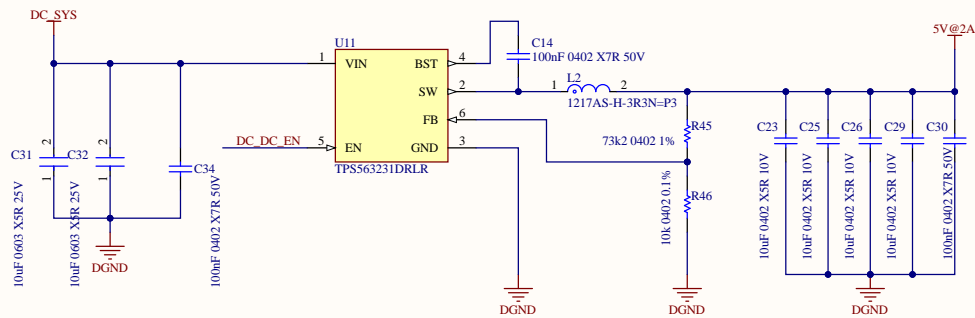 DC_SYS
5V@2A
U11
1 VIN
BST 4
C14
100nF 0402 X7R 50V
SW 2
1 L2 2
1217AS-H-3R3N=P3
FB 6
DC_DC_EN
5 EN
GND 3
TPS563231DRLR
R45
73k2 0402 1%
R46
10k 0402 0.1%
C31
2
1
10uF 0603 X5R 25V
C32
2
1
10uF 0603 X5R 25V
C34
100nF 0402 X7R 50V
C23
10uF 0402 X5R 10V
C25
10uF 0402 X5R 10V
C26
10uF 0402 X5R 10V
C29
10uF 0402 X5R 10V
C30
100nF 0402 X7R 50V
DGND
DGND
DGND
DGND